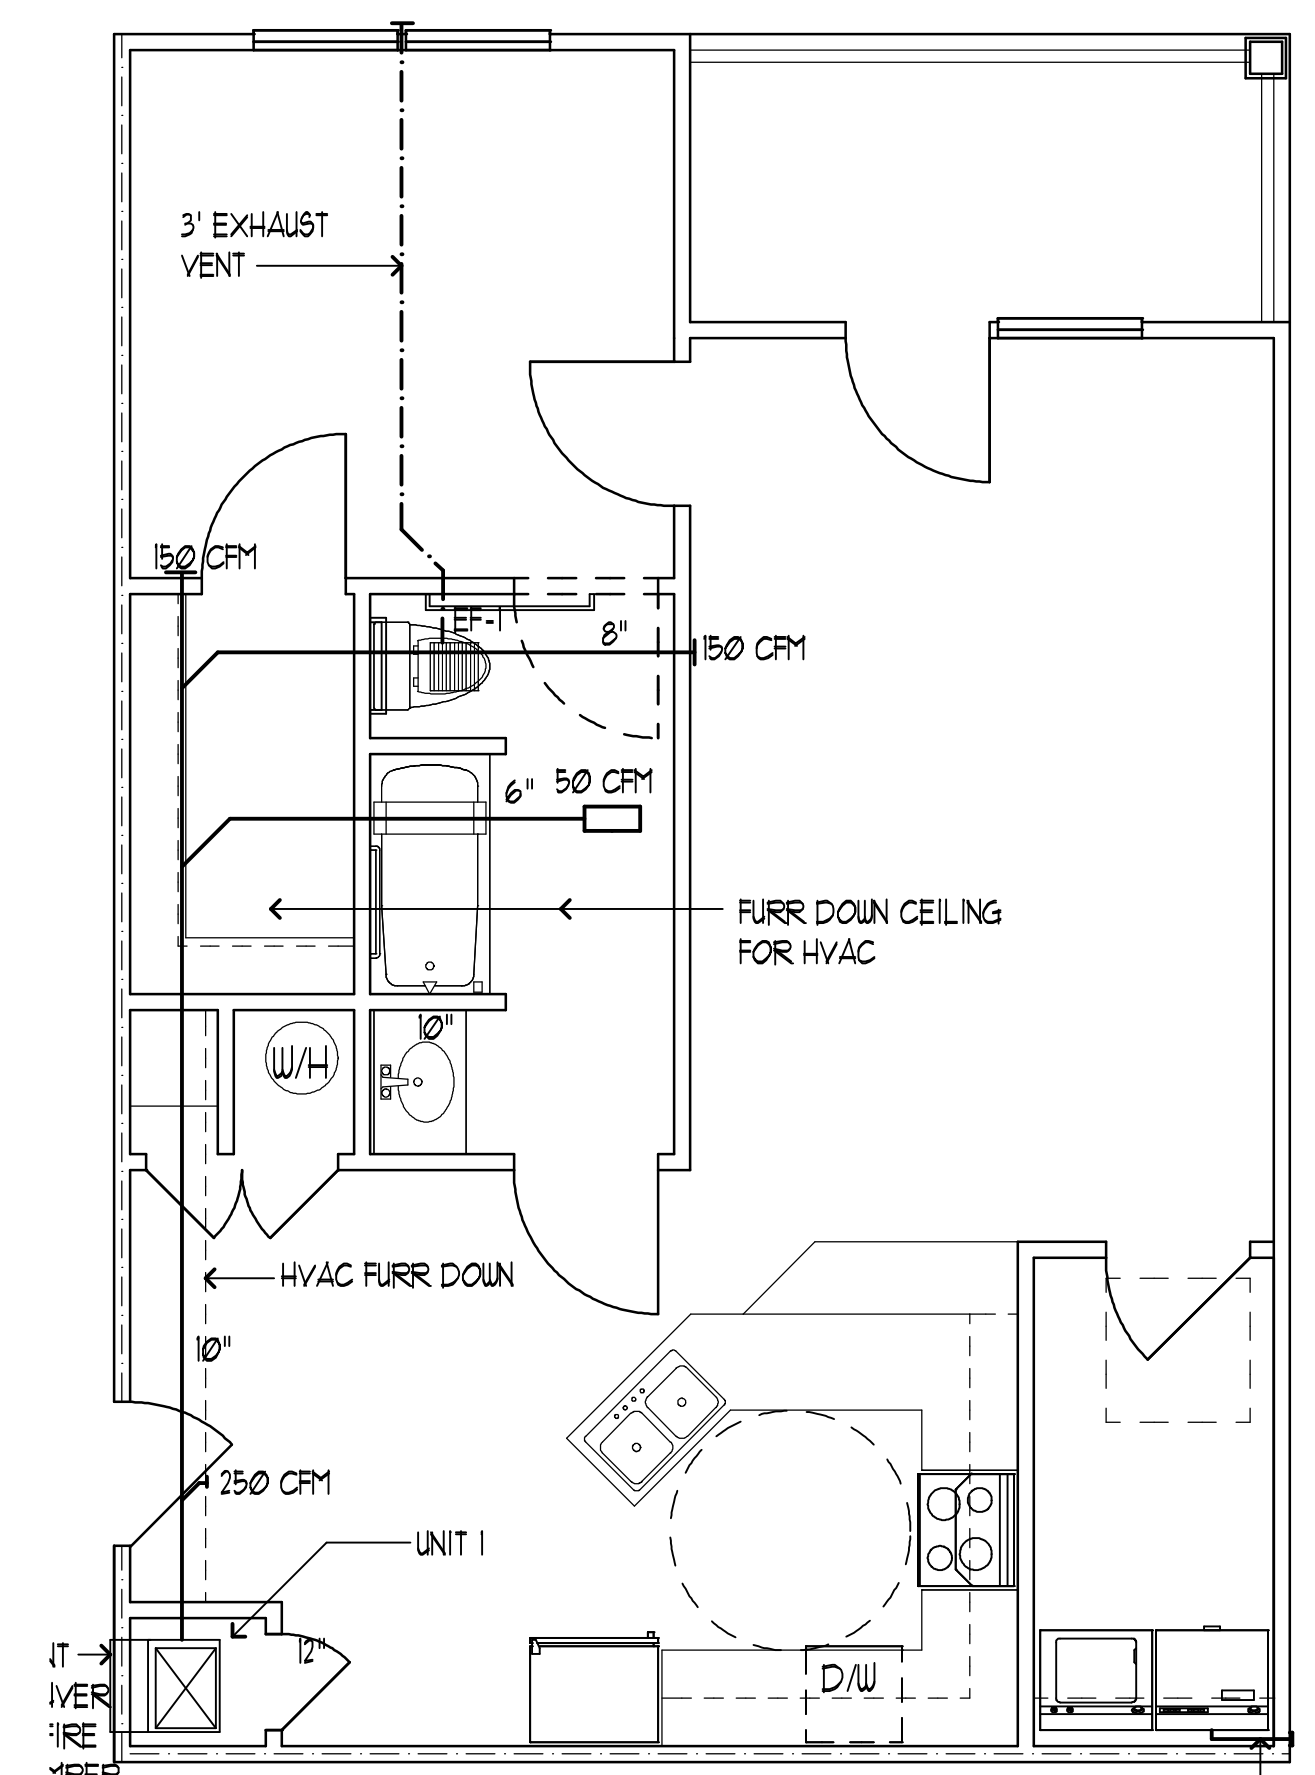 3' EXHAUST
VENT
150 CFM
EF-1
8"
150 CFM
6"
50 CFM
FURR DOWN CEILING
FOR HVAC
10"
W/H
HVAC FURR DOWN
10"
250 CFM
UNIT 1
12"
D/W